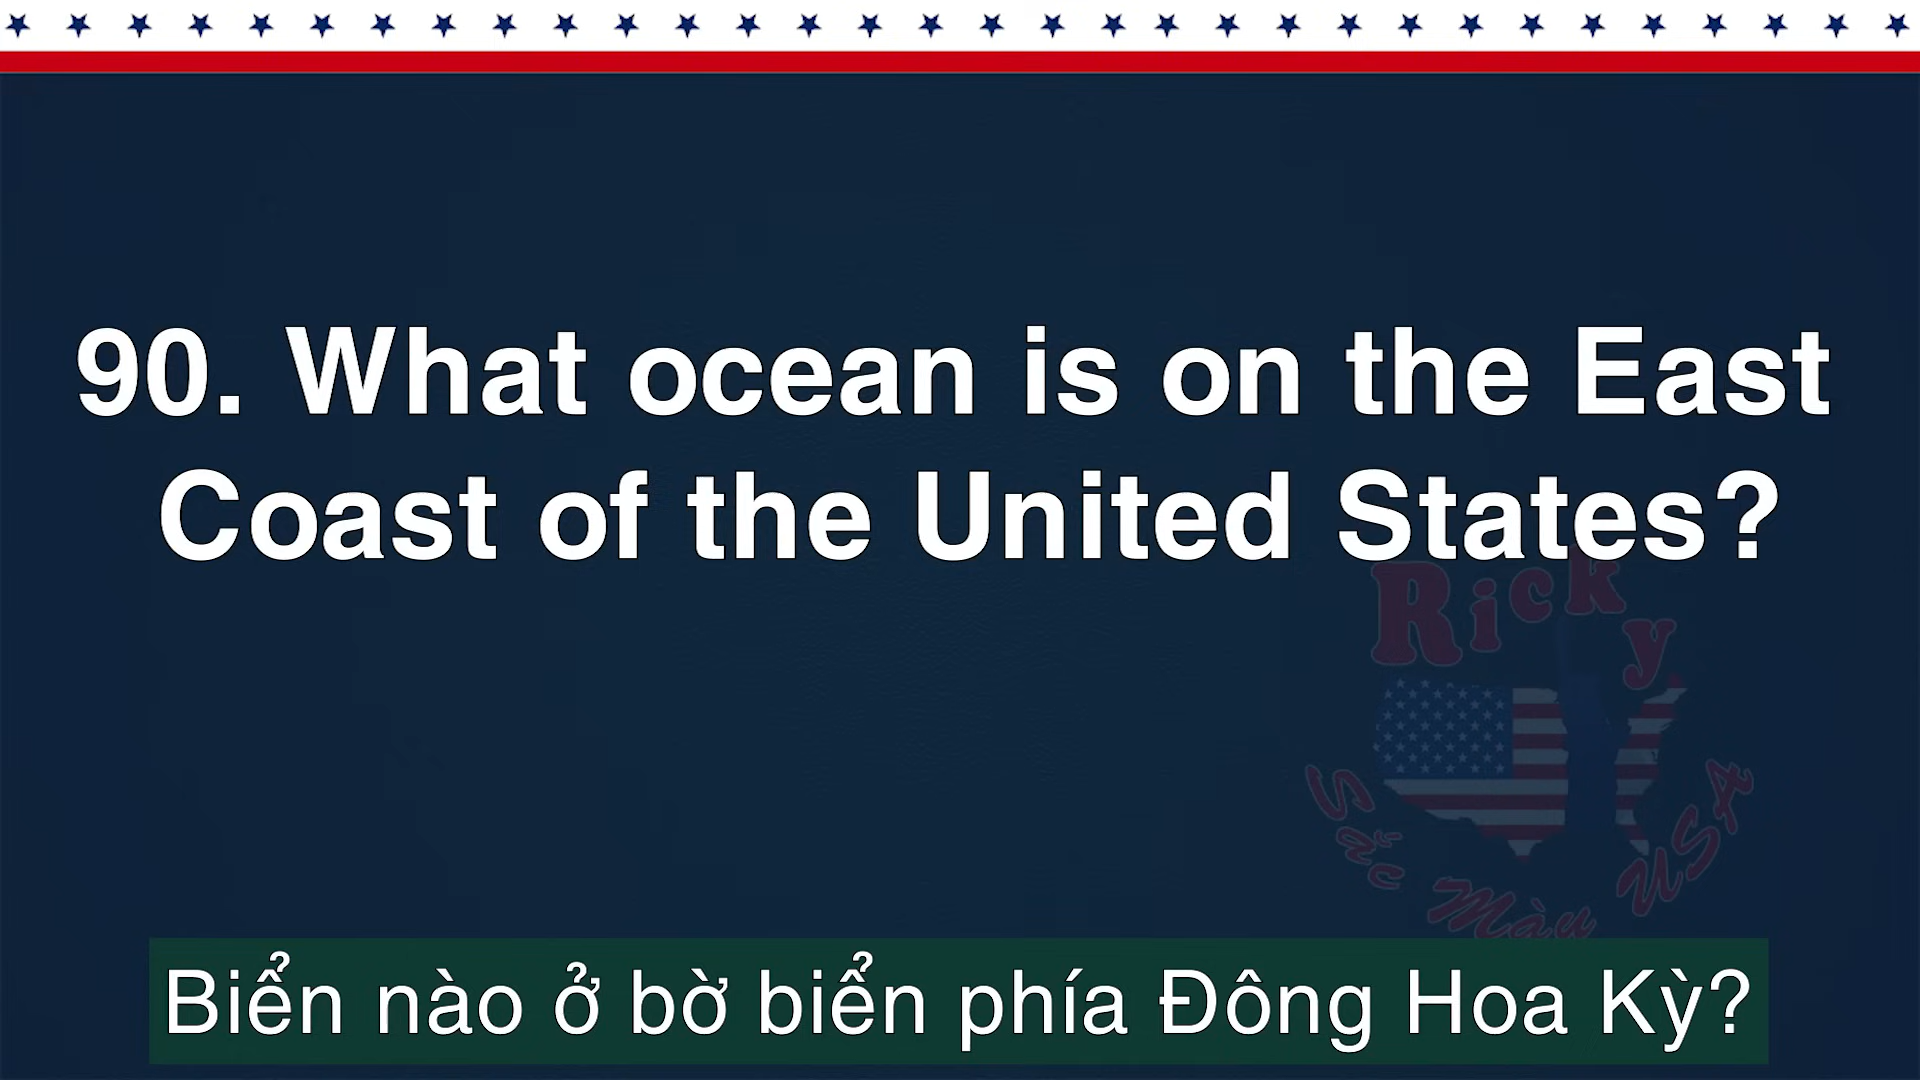 90. What ocean is on the East
Coast of the United States?
Ricky
Sắc Màu USA
Biển nào ở bờ biển phía Đông Hoa Kỳ?